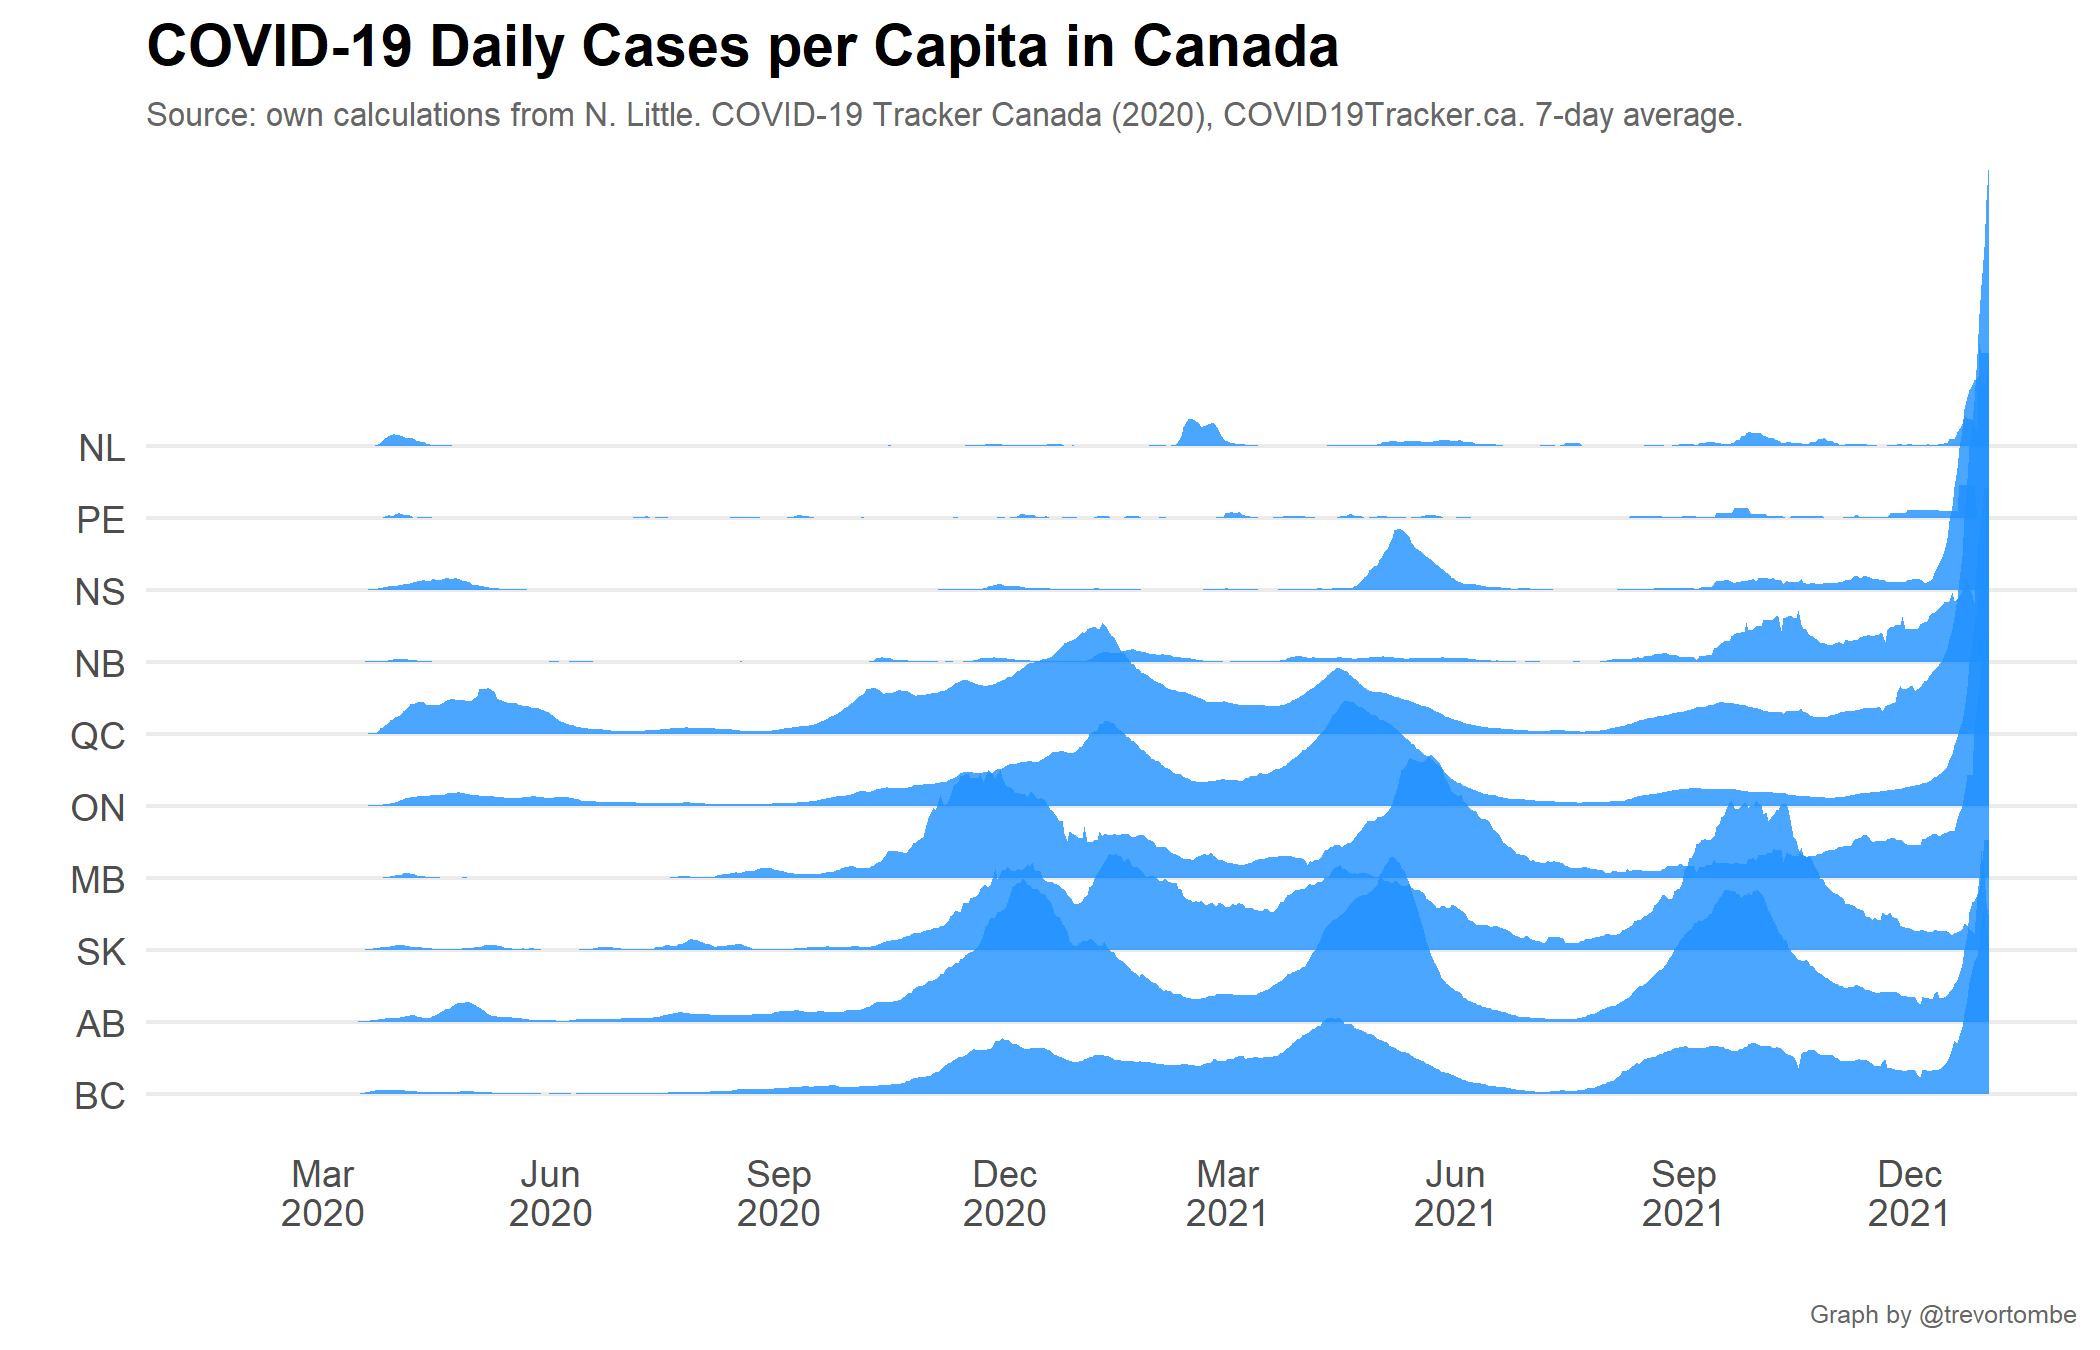 COVID-19 Daily Cases per Capita in Canada
Source: own calculations from N. Little. COVID-19 Tracker Canada (2020), COVID19Tracker.ca. 7-day average.
NL
PE
NS
NB
QC
ON
MB
SK
AB
BC
Mar Jun Sep Dec Mar Jun Sep Dec
2020 2020 2020 2020 2021 2021 2021 2021
Graph by @trevortombe